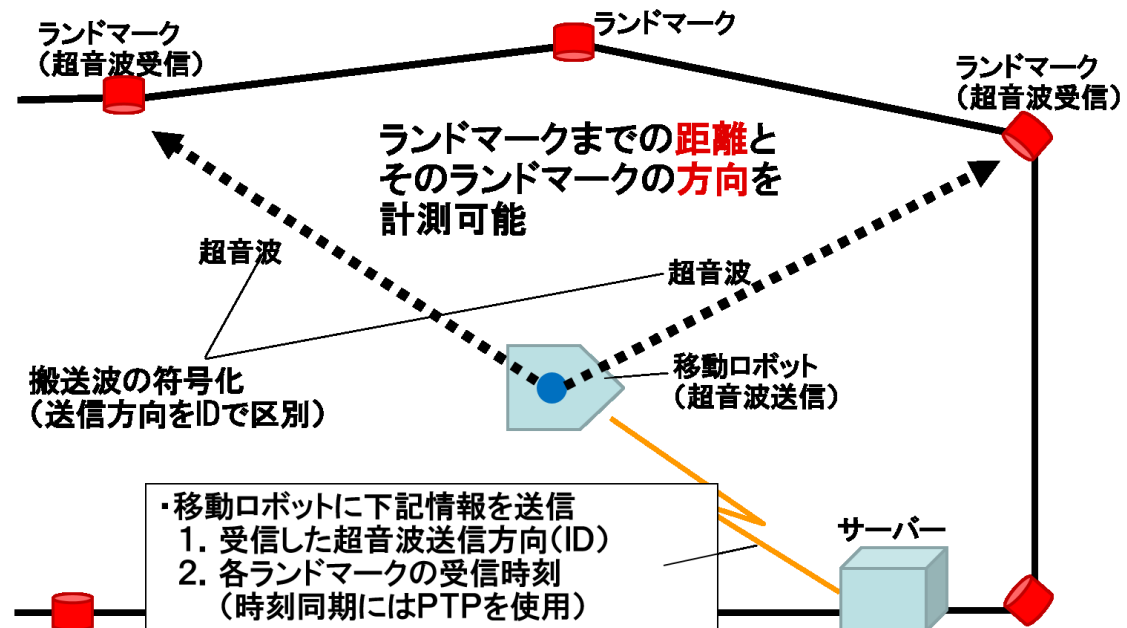 ランドマーク
(超音波受信)
ランドマーク
ランドマーク
(超音波受信)
ランドマークまでの距離と
そのランドマークの方向を
計測可能
超音波
超音波
搬送波の符号化
(送信方向をIDで区別)
移動ロボット
(超音波送信)
・移動ロボットに下記情報を送信
1. 受信した超音波送信方向(ID)
2. 各ランドマークの受信時刻
(時刻同期にはPTPを使用)
サーバー